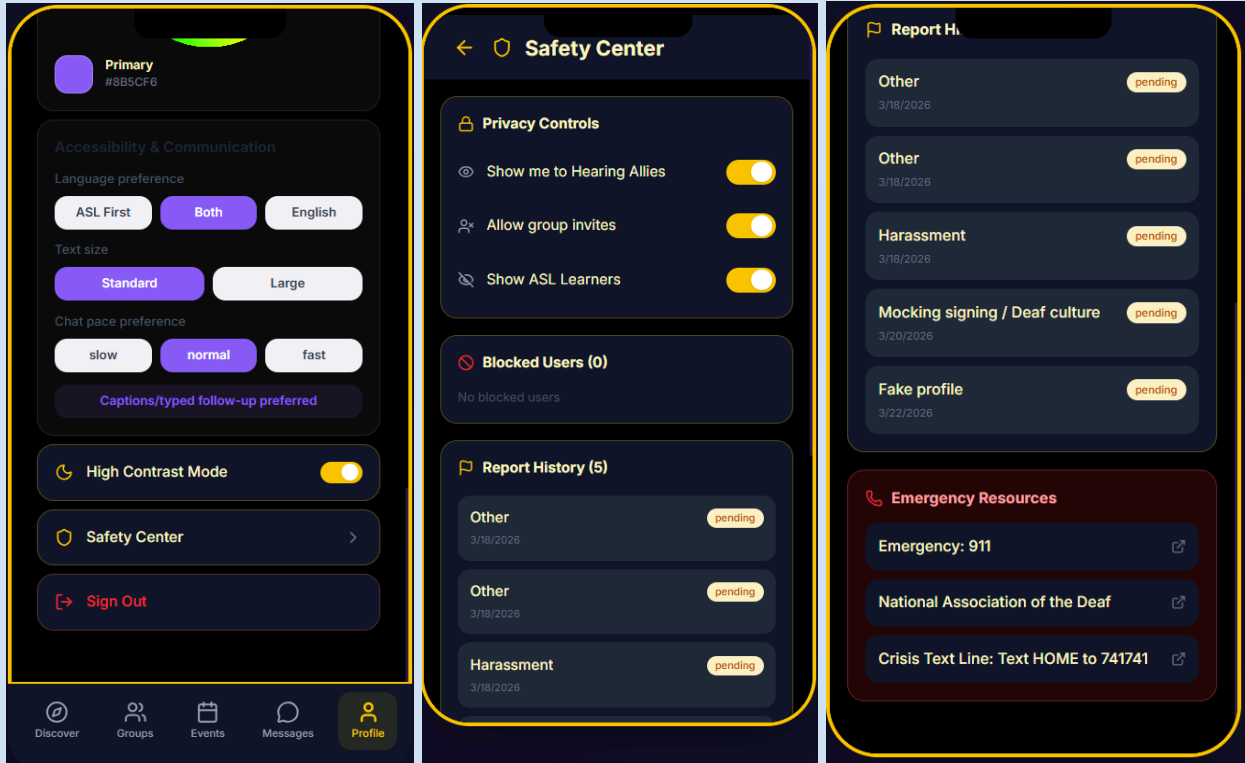 Primary
#8B5CF6
Accessibility & Communication
Language preference
ASL First
Both
English
Text size
Standard
Large
Chat pace preference
slow
normal
fast
Captions/typed follow-up preferred
High Contrast Mode
Safety Center
Sign Out
Discover
Groups
Events
Messages
Profile
Safety Center
Privacy Controls
Show me to Hearing Allies
Allow group invites
Show ASL Learners
Blocked Users (0)
No blocked users
Report History (5)
Other
pending
3/18/2026
Other
pending
3/18/2026
Harassment
pending
3/18/2026
Report
Other
pending
3/18/2026
Other
pending
3/18/2026
Harassment
pending
3/18/2026
Mocking signing / Deaf culture
pending
3/20/2026
Fake profile
pending
3/22/2026
Emergency Resources
Emergency: 911
National Association of the Deaf
Crisis Text Line: Text HOME to 741741